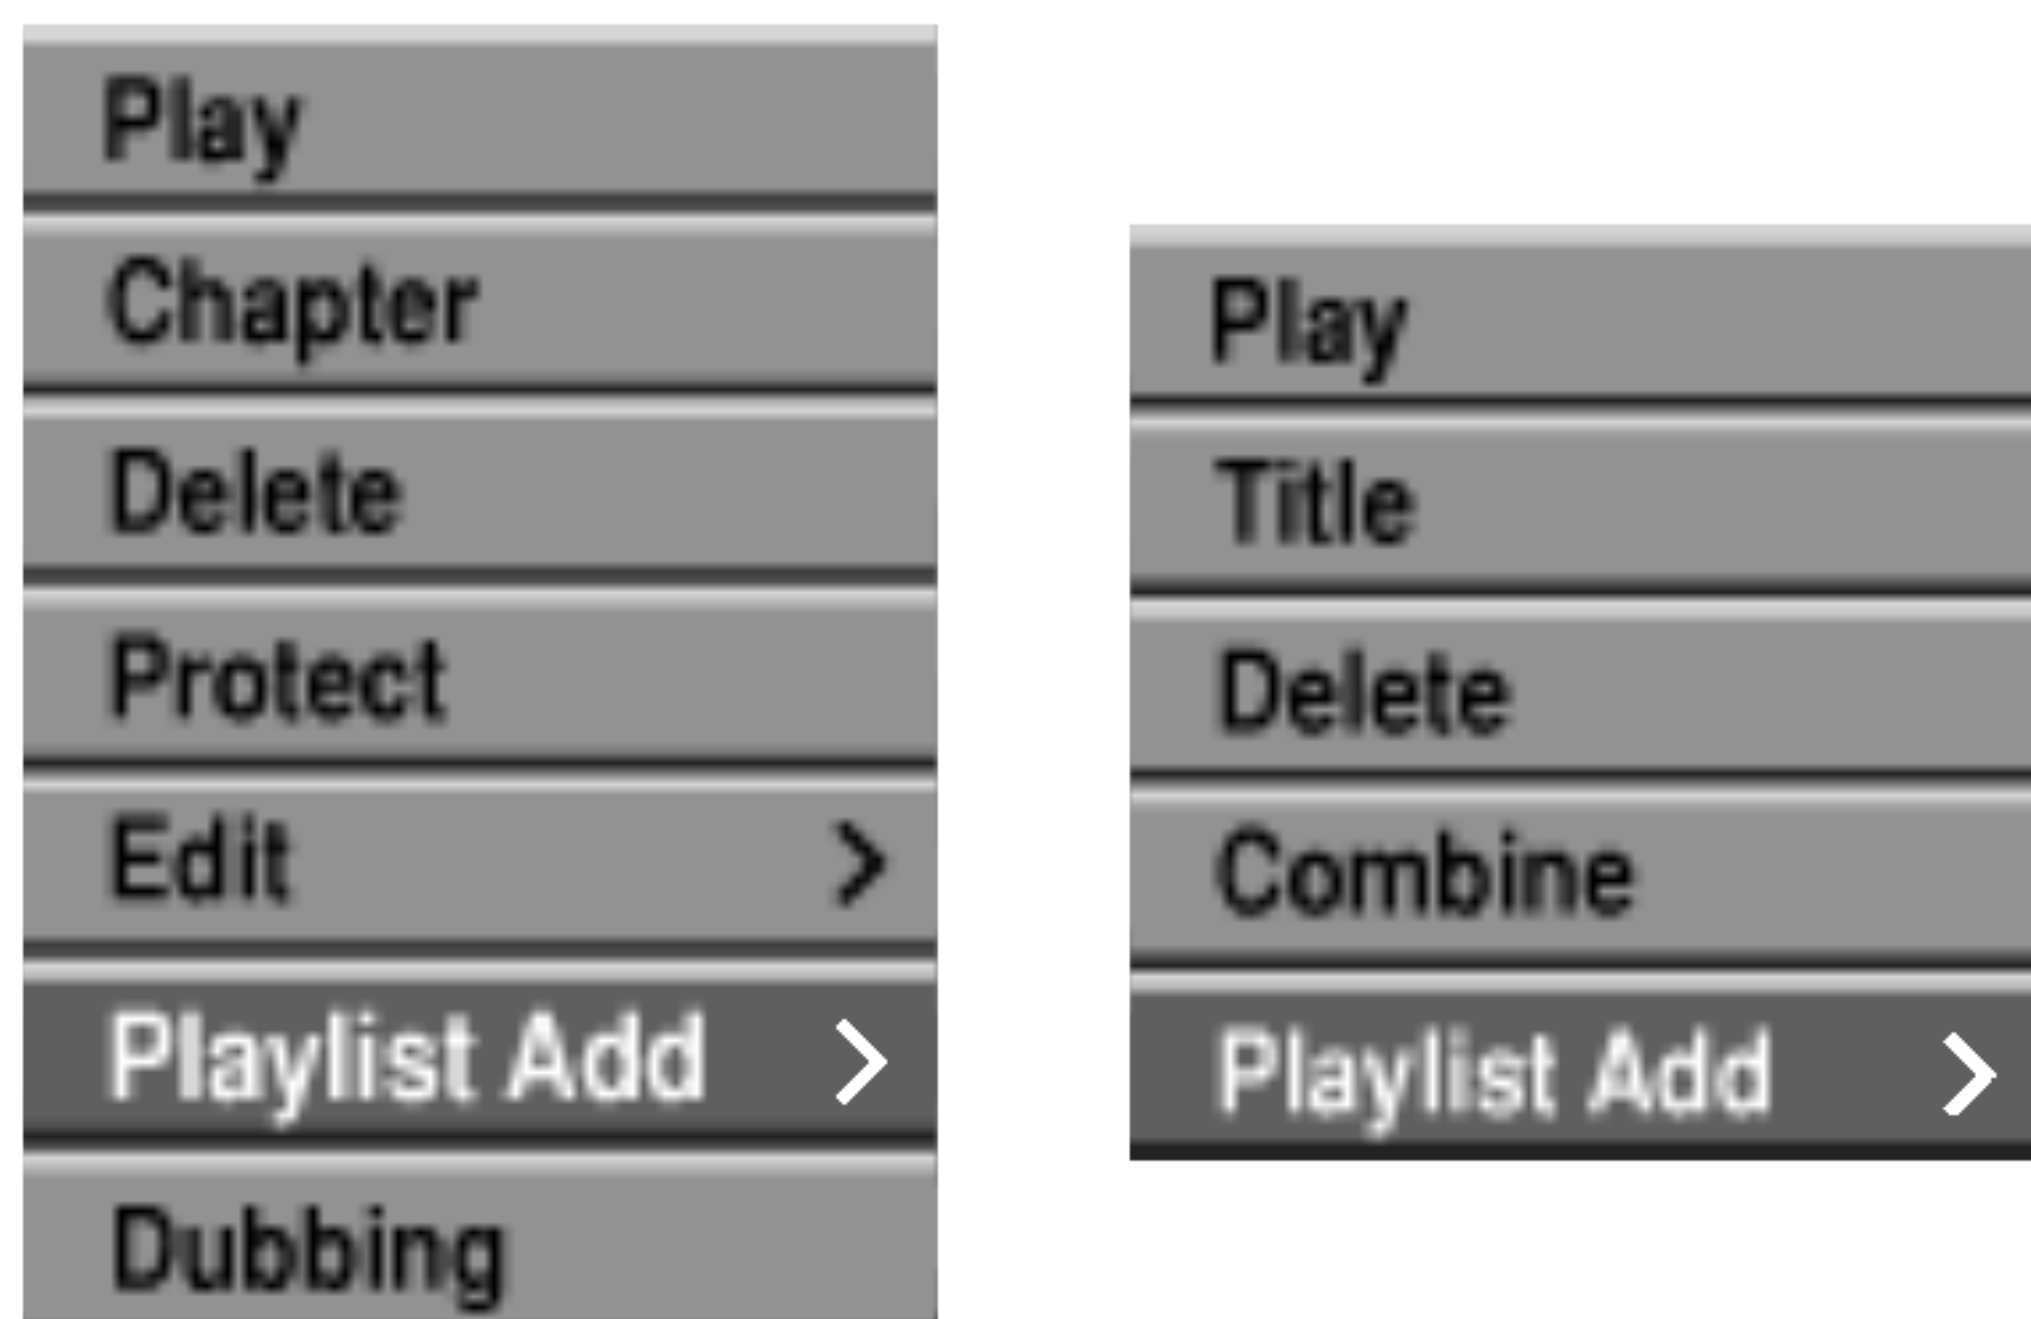 Play
Chapter
Delete
Protect
Edit >
Playlist Add >
Dubbing
Play
Title
Delete
Combine
Playlist Add >